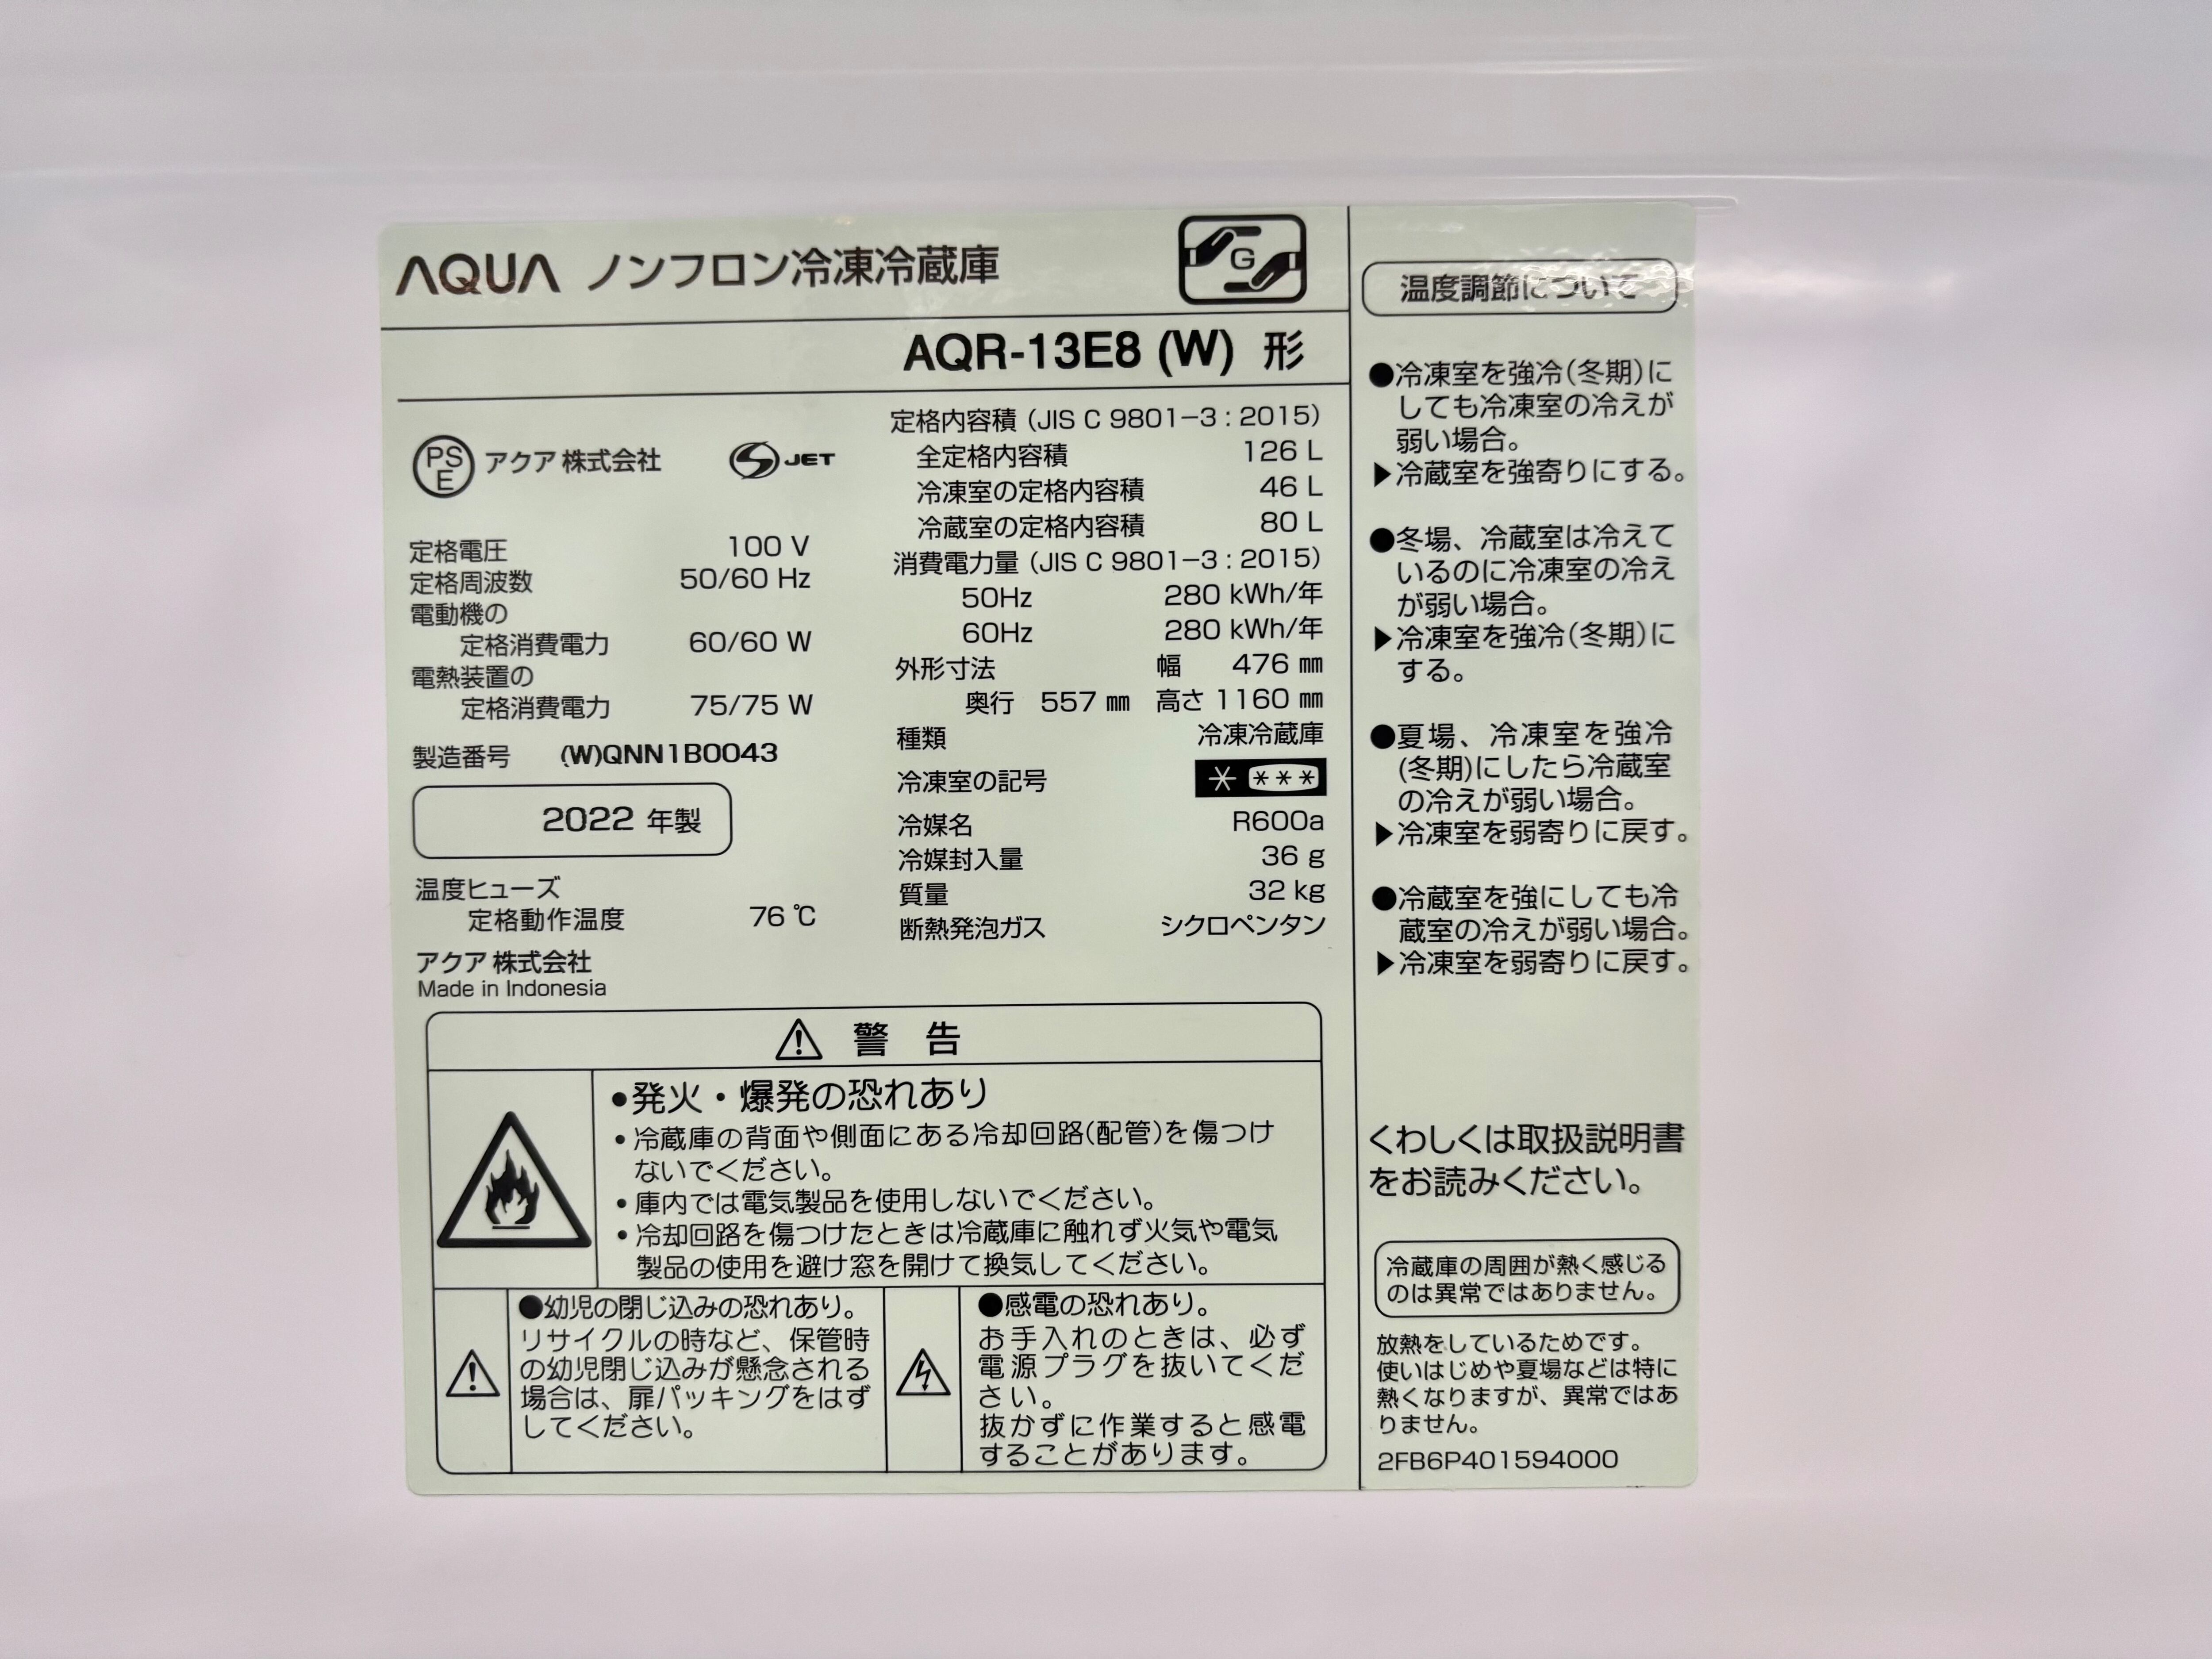 AQUA ノンフロン冷凍冷蔵庫
G
AQR-13E8 (W) 形
PS
E
アクア 株式会社
S JET
定格電圧 100 V
定格周波数 50/60 Hz
電動機の
定格消費電力 60/60 W
電熱装置の
定格消費電力 75/75 W
製造番号 (W)QNN1B0043
2022 年製
温度ヒューズ
定格動作温度 76 ℃
アクア 株式会社
Made in Indonesia
定格内容積 (JIS C 9801−3 : 2015)
全定格内容積 126 L
冷凍室の定格内容積 46 L
冷蔵室の定格内容積 80 L
消費電力量 (JIS C 9801−3 : 2015)
50Hz 280 kWh/年
60Hz 280 kWh/年
外形寸法 幅 476 ㎜
奥行 557 ㎜ 高さ 1160 ㎜
種類 冷凍冷蔵庫
冷凍室の記号 * ***
冷媒名 R600a
冷媒封入量 36 g
質量 32 kg
断熱発泡ガス シクロペンタン
⚠ 警 告
•発火・爆発の恐れあり
•冷蔵庫の背面や側面にある冷却回路(配管)を傷つけ
ないでください。
•庫内では電気製品を使用しないでください。
•冷却回路を傷つけたときは冷蔵庫に触れず火気や電気
製品の使用を避け窓を開けて換気してください。
●幼児の閉じ込みの恐れあり。
リサイクルの時など、保管時
の幼児閉じ込みが懸念される
場合は、扉パッキングをはず
してください。
●感電の恐れあり。
お手入れのときは、必ず
電源プラグを抜いてくだ
さい。
抜かずに作業すると感電
することがあります。
温度調節について
●冷凍室を強冷(冬期)に
しても冷凍室の冷えが
弱い場合。
▶冷蔵室を強寄りにする。
●冬場、冷蔵室は冷えて
いるのに冷凍室の冷え
が弱い場合。
▶冷凍室を強冷(冬期)に
する。
●夏場、冷凍室を強冷
(冬期)にしたら冷蔵室
の冷えが弱い場合。
▶冷凍室を弱寄りに戻す。
●冷蔵室を強にしても冷
蔵室の冷えが弱い場合。
▶冷凍室を弱寄りに戻す。
くわしくは取扱説明書
をお読みください。
冷蔵庫の周囲が熱く感じる
のは異常ではありません。
放熱をしているためです。
使いはじめや夏場などは特に
熱くなりますが、異常ではあ
りません。
2FB6P401594000